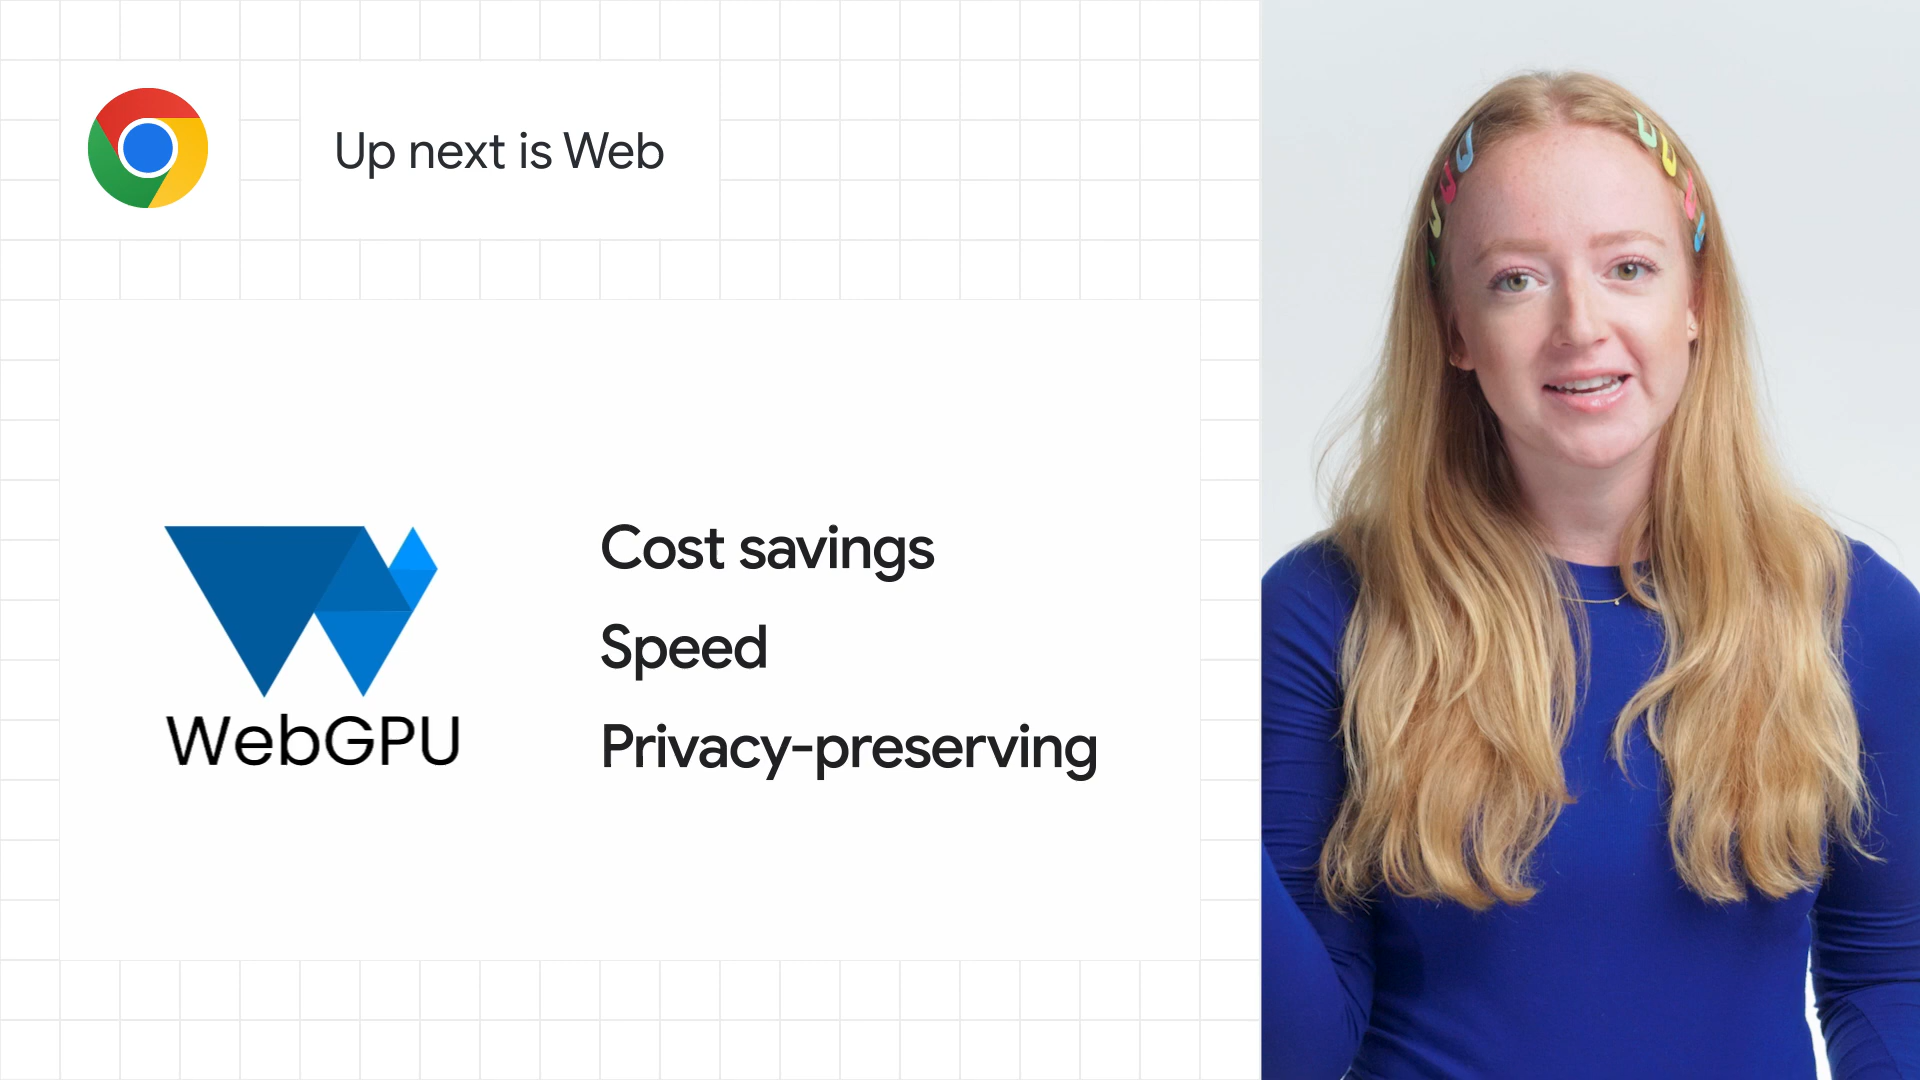 Up next is Web
WebGPU
Cost savings
Speed
Privacy-preserving